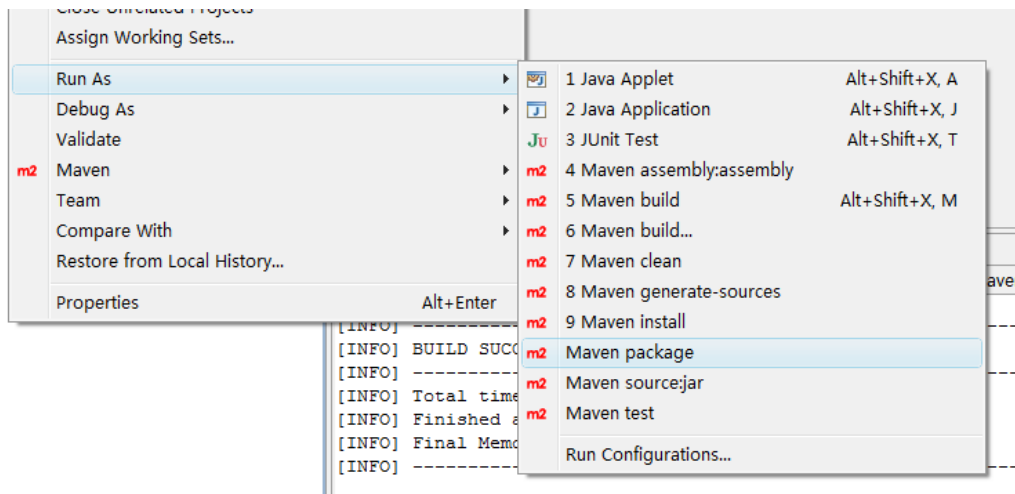 Close Unrelated Projects
Assign Working Sets...
Run As
Debug As
Validate
m2 Maven
Team
Compare With
Restore from Local History...
Properties Alt+Enter
1 Java Applet Alt+Shift+X, A
2 Java Application Alt+Shift+X, J
JU 3 JUnit Test Alt+Shift+X, T
m2 4 Maven assembly:assembly
m2 5 Maven build Alt+Shift+X, M
m2 6 Maven build...
m2 7 Maven clean
m2 8 Maven generate-sources
m2 9 Maven install
m2 Maven package
m2 Maven source:jar
m2 Maven test
Run Configurations...
[INFO] ------------
[INFO] BUILD SUCC
[INFO] ------------
[INFO] Total time
[INFO] Finished a
[INFO] Final Memo
[INFO] ------------